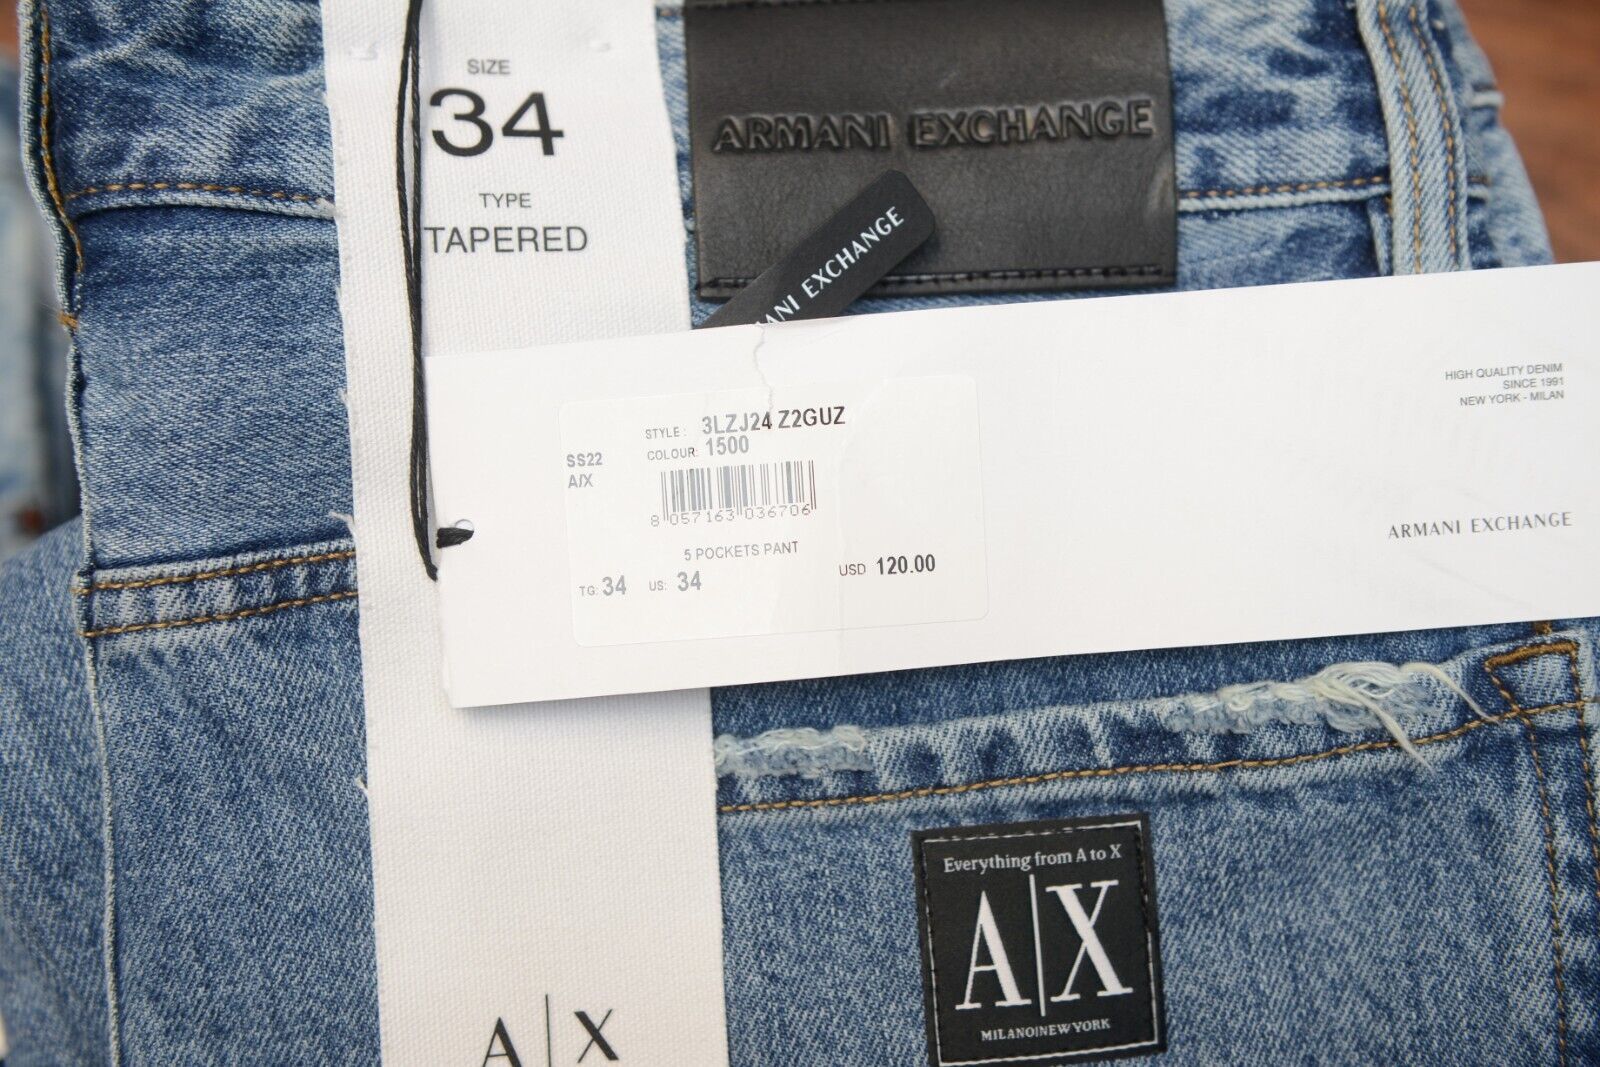 SIZE
34
TYPE
TAPERED
ARMANI EXCHANGE
EXCHANGE
HIGH QUALITY DENIM
SINCE 1991
NEW YORK - MILAN
STYLE: 3LZJ24 Z2GUZ
SS22
COLOUR: 1500
A/X
8 057163 036706
5 POCKETS PANT
TG: 34 US: 34
USD 120.00
ARMANI EXCHANGE
Everything from A to X
A|X
MILANO|NEW YORK
A|X